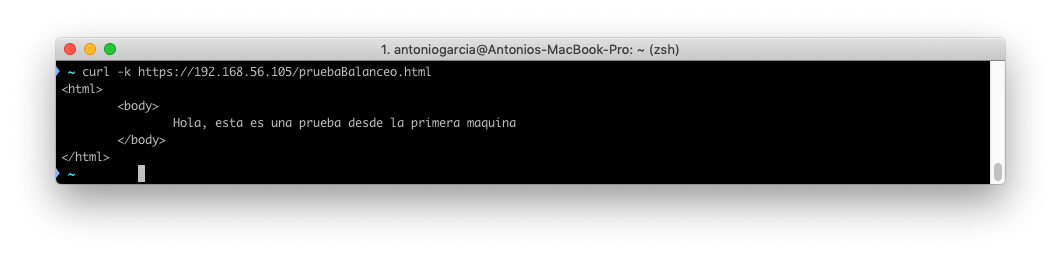 1. antoniogarcia@Antonios-MacBook-Pro: ~ (zsh)
~ curl -k https://192.168.56.105/pruebaBalanceo.html
<html>
<body>
Hola, esta es una prueba desde la primera maquina
</body>
</html>
~